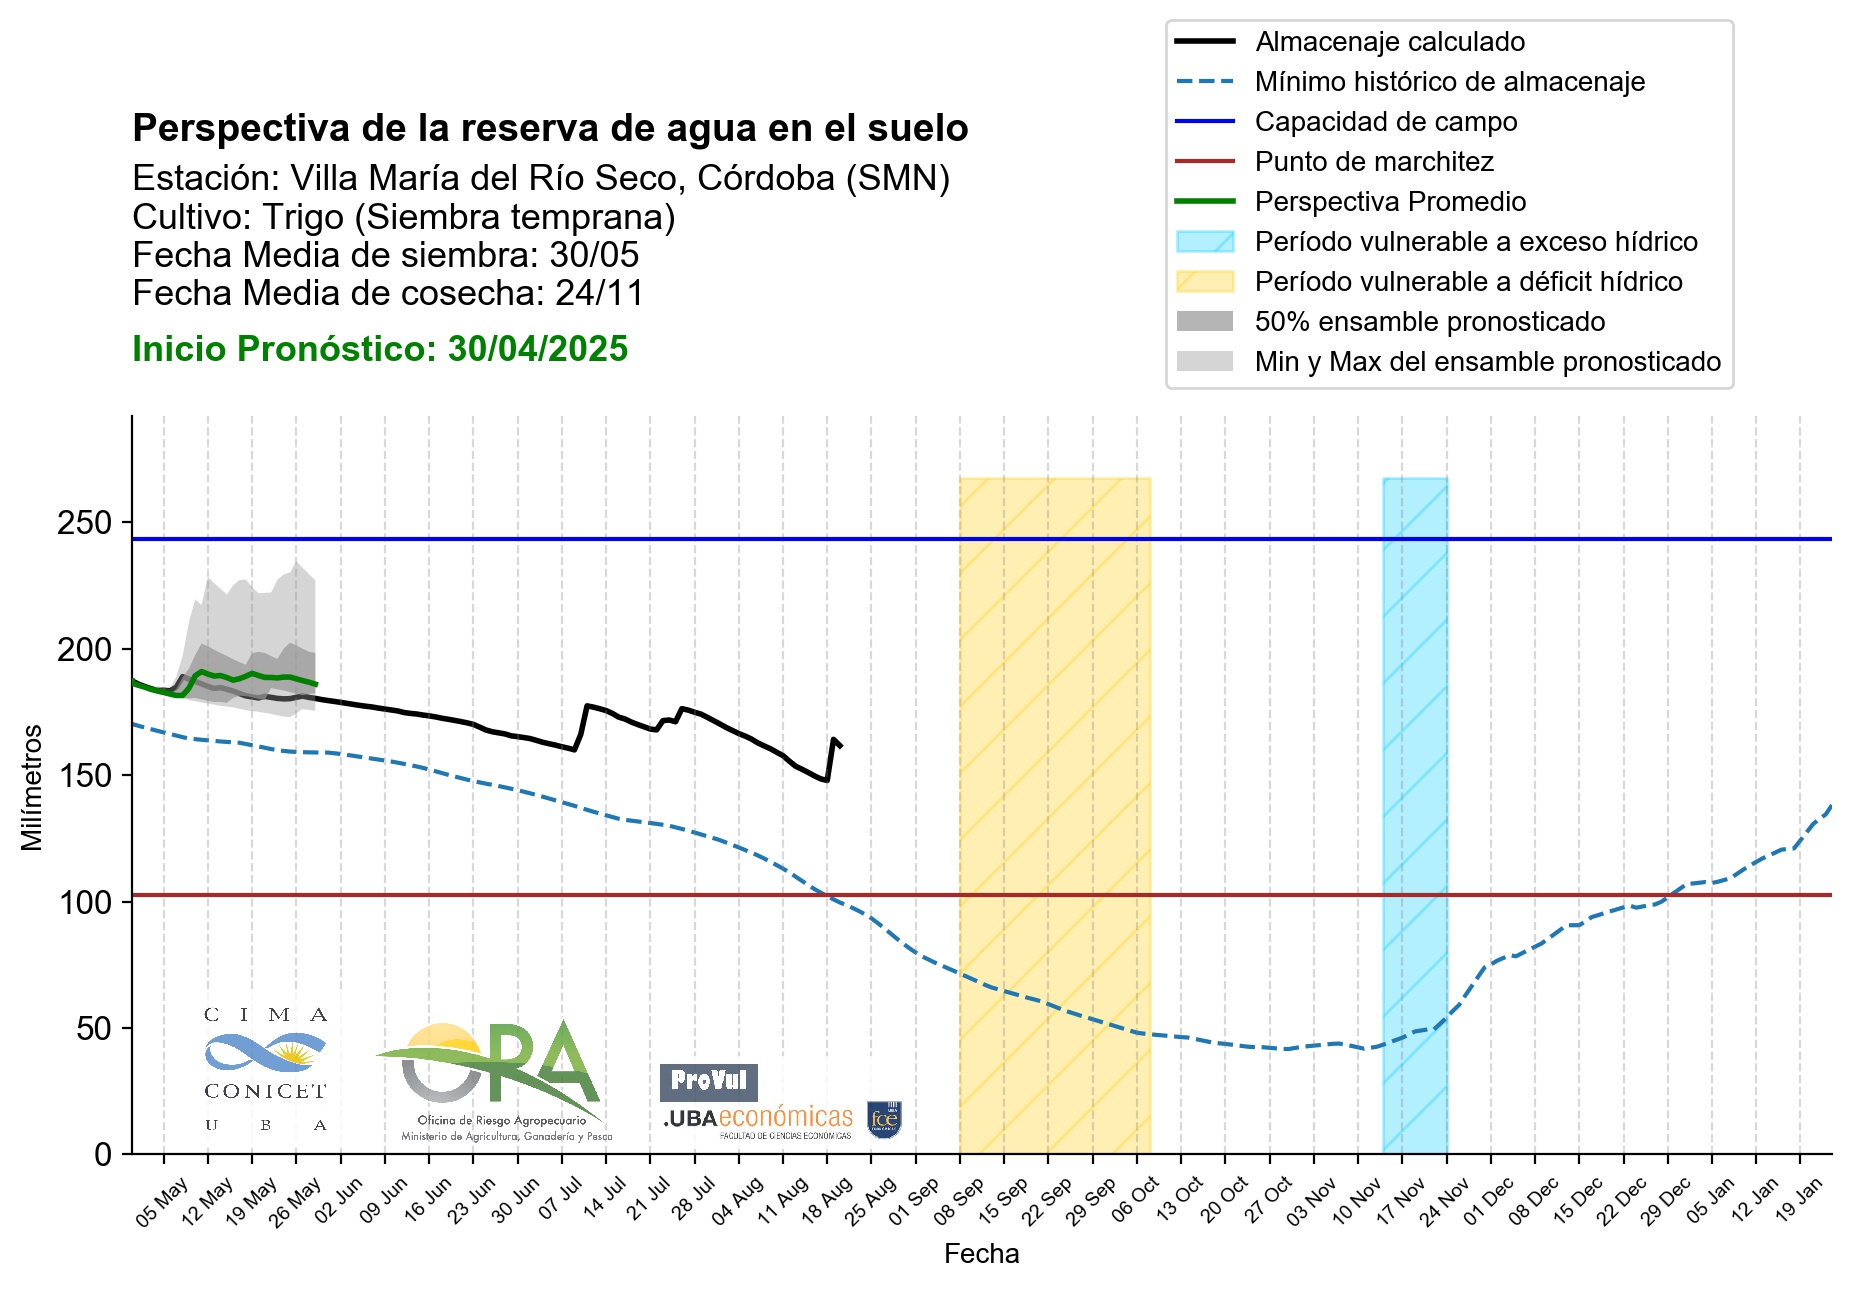 Almacenaje calculado
Mínimo histórico de almacenaje
Capacidad de campo
Punto de marchitez
Perspectiva Promedio
Período vulnerable a exceso hídrico
Período vulnerable a déficit hídrico
50% ensamble pronosticado
Min y Max del ensamble pronosticado
Perspectiva de la reserva de agua en el suelo
Estación: Villa María del Río Seco, Córdoba (SMN)
Cultivo: Trigo (Siembra temprana)
Fecha Media de siembra: 30/05
Fecha Media de cosecha: 24/11
Inicio Pronóstico: 30/04/2025
Milímetros
250
200
150
100
50
0
CIMA
CONICET
UBA
ORA
Oficina de Riesgo Agropecuario
Ministerio de Agricultura, Ganadería y Pesca
ProVul
.UBAeconómicas
FACULTAD DE CIENCIAS ECONÓMICAS
UBA
fce
ECONÓMICAS
05 May 12 May 19 May 26 May 02 Jun 09 Jun 16 Jun 23 Jun 30 Jun 07 Jul 14 Jul 21 Jul 28 Jul 04 Aug 11 Aug 18 Aug 25 Aug 01 Sep 08 Sep 15 Sep 22 Sep 29 Sep 06 Oct 13 Oct 20 Oct 27 Oct 03 Nov 10 Nov 17 Nov 24 Nov 01 Dec 08 Dec 15 Dec 22 Dec 29 Dec 05 Jan 12 Jan 19 Jan
Fecha